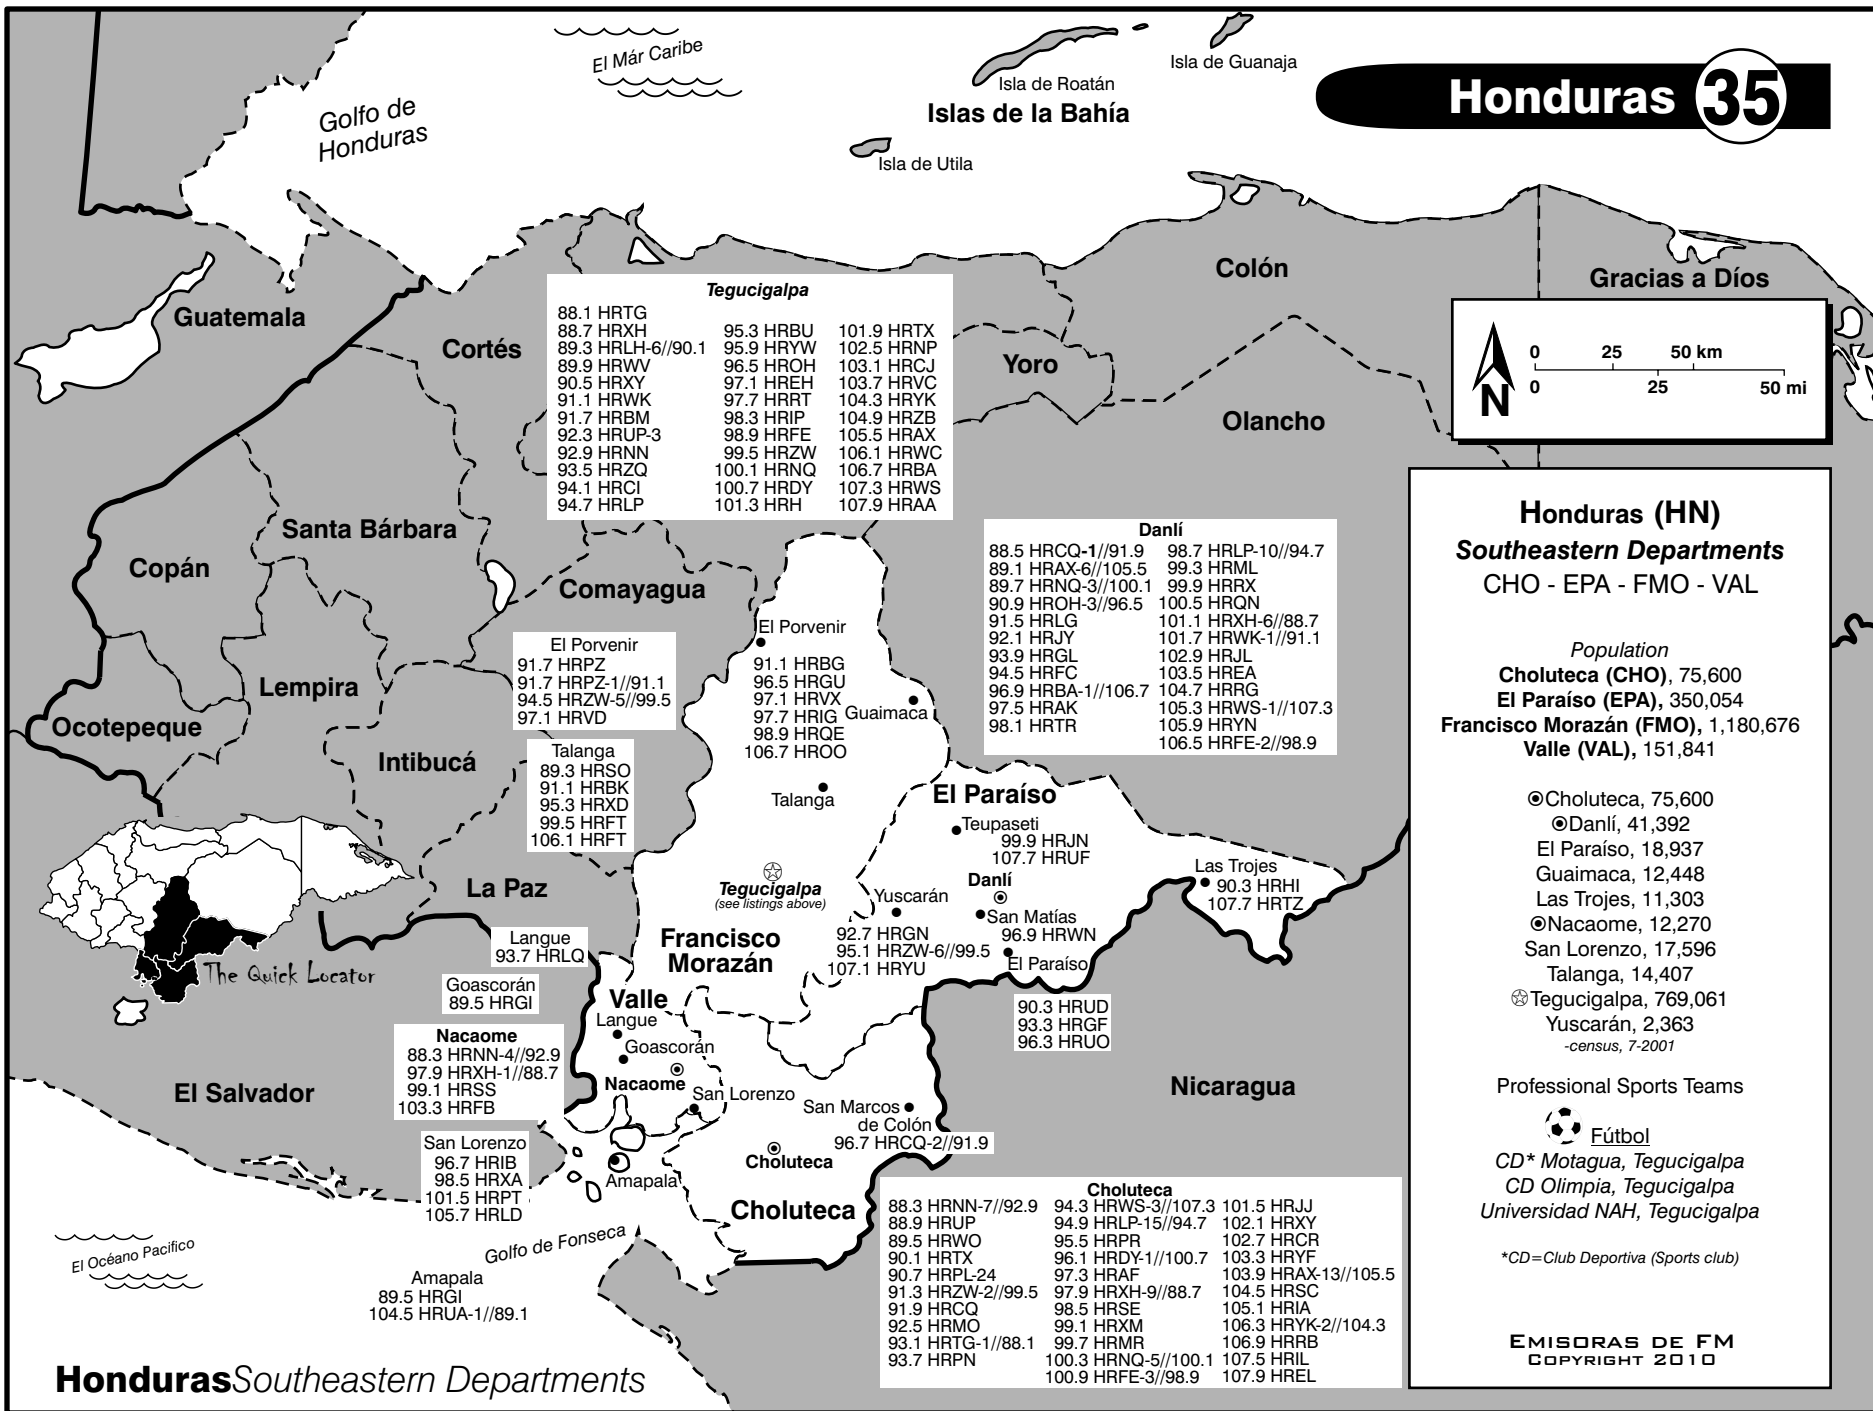 El Már Caribe
Golfo de
Honduras
Isla de Guanaja
Isla de Roatán
Islas de la Bahía
Isla de Utila
Honduras 35
Guatemala
Cortés
Colón
Gracias a Díos
Yoro
Olancho
Santa Bárbara
Copán
Comayagua
Lempira
Ocotepeque
Intibucá
La Paz
El Salvador
Nicaragua
0 25 50 km
0 25 50 mi
N
Tegucigalpa
88.1 HRTG
88.7 HRXH
89.3 HRLH-6//90.1
89.9 HRWV
90.5 HRXY
91.1 HRWK
91.7 HRBM
92.3 HRUP-3
92.9 HRNN
93.5 HRZQ
94.1 HRCI
94.7 HRLP
95.3 HRBU
95.9 HRYW
96.5 HROH
97.1 HREH
97.7 HRRT
98.3 HRIP
98.9 HRFE
99.5 HRZW
100.1 HRNQ
100.7 HRDY
101.3 HRH
101.9 HRTX
102.5 HRNP
103.1 HRCJ
103.7 HRVC
104.3 HRYK
104.9 HRZB
105.5 HRAX
106.1 HRWC
106.7 HRBA
107.3 HRWS
107.9 HRAA
Danlí
88.5 HRCQ-1//91.9
89.1 HRAX-6//105.5
89.7 HRNQ-3//100.1
90.9 HROH-3//96.5
91.5 HRLG
92.1 HRJY
93.9 HRGL
94.5 HRFC
96.9 HRBA-1//106.7
97.5 HRAK
98.1 HRTR
98.7 HRLP-10//94.7
99.3 HRML
99.9 HRRX
100.5 HRQN
101.1 HRXH-6//88.7
101.7 HRWK-1//91.1
102.9 HRJL
103.5 HREA
104.7 HRRG
105.3 HRWS-1//107.3
105.9 HRYN
106.5 HRFE-2//98.9
El Porvenir
91.7 HRPZ
91.7 HRPZ-1//91.1
94.5 HRZW-5//99.5
97.1 HRVD
Talanga
89.3 HRSO
91.1 HRBK
95.3 HRXD
99.5 HRFT
106.1 HRFT
El Porvenir
91.1 HRBG
96.5 HRGU
97.1 HRVX
97.7 HRIG
98.9 HRQE
106.7 HROO
Guaimaca
Talanga
Tegucigalpa
(see listings above)
Francisco
Morazán
El Paraíso
Teupaseti
99.9 HRJN
107.7 HRUF
Danlí
Yuscarán
92.7 HRGN
95.1 HRZW-6//99.5
107.1 HRYU
San Matías
96.9 HRWN
El Paraíso
90.3 HRUD
93.3 HRGF
96.3 HRUO
Las Trojes
90.3 HRHI
107.7 HRTZ
The Quick Locator
Langue
93.7 HRLQ
Goascorán
89.5 HRGI
Nacaome
88.3 HRNN-4//92.9
97.9 HRXH-1//88.7
99.1 HRSS
103.3 HRFB
San Lorenzo
96.7 HRIB
98.5 HRXA
101.5 HRPT
105.7 HRLD
Valle
Langue
Goascorán
Nacaome
San Lorenzo
Amapala
San Marcos
de Colón
96.7 HRCQ-2//91.9
Choluteca
Choluteca
Golfo de Fonseca
El Océano Pacifico
Amapala
89.5 HRGI
104.5 HRUA-1//89.1
Choluteca
88.3 HRNN-7//92.9
88.9 HRUP
89.5 HRWO
90.1 HRTX
90.7 HRPL-24
91.3 HRZW-2//99.5
91.9 HRCQ
92.5 HRMO
93.1 HRTG-1//88.1
93.7 HRPN
94.3 HRWS-3//107.3
94.9 HRLP-15//94.7
95.5 HRPR
96.1 HRDY-1//100.7
97.3 HRAF
97.9 HRXH-9//88.7
98.5 HRSE
99.1 HRXM
99.7 HRMR
100.3 HRNQ-5//100.1
100.9 HRFE-3//98.9
101.5 HRJJ
102.1 HRXY
102.7 HRCR
103.3 HRYF
103.9 HRAX-13//105.5
104.5 HRSC
105.1 HRIA
106.3 HRYK-2//104.3
106.9 HRRB
107.5 HRIL
107.9 HREL
Honduras (HN)
Southeastern Departments
CHO - EPA - FMO - VAL
Population
Choluteca (CHO), 75,600
El Paraíso (EPA), 350,054
Francisco Morazán (FMO), 1,180,676
Valle (VAL), 151,841
Choluteca, 75,600
Danlí, 41,392
El Paraíso, 18,937
Guaimaca, 12,448
Las Trojes, 11,303
Nacaome, 12,270
San Lorenzo, 17,596
Talanga, 14,407
Tegucigalpa, 769,061
Yuscarán, 2,363
-census, 7-2001
Professional Sports Teams
Fútbol
CD* Motagua, Tegucigalpa
CD Olimpia, Tegucigalpa
Universidad NAH, Tegucigalpa
*CD=Club Deportiva (Sports club)
EMISORAS DE FM
COPYRIGHT 2010
Honduras Southeastern Departments